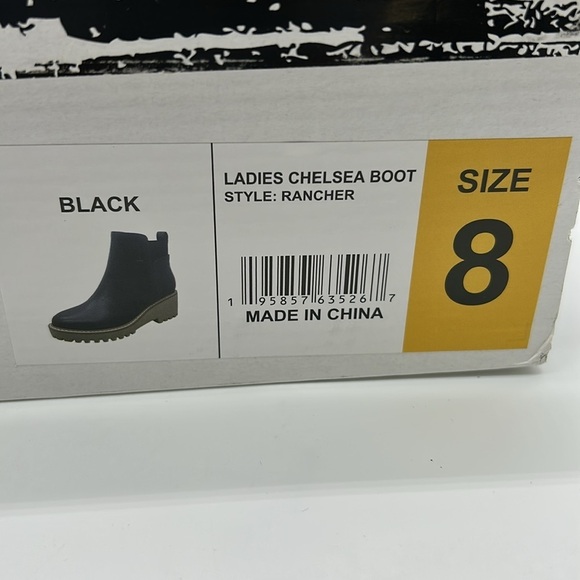 BLACK
LADIES CHELSEA BOOT
STYLE: RANCHER
1 95857 63526 7
MADE IN CHINA
SIZE
8